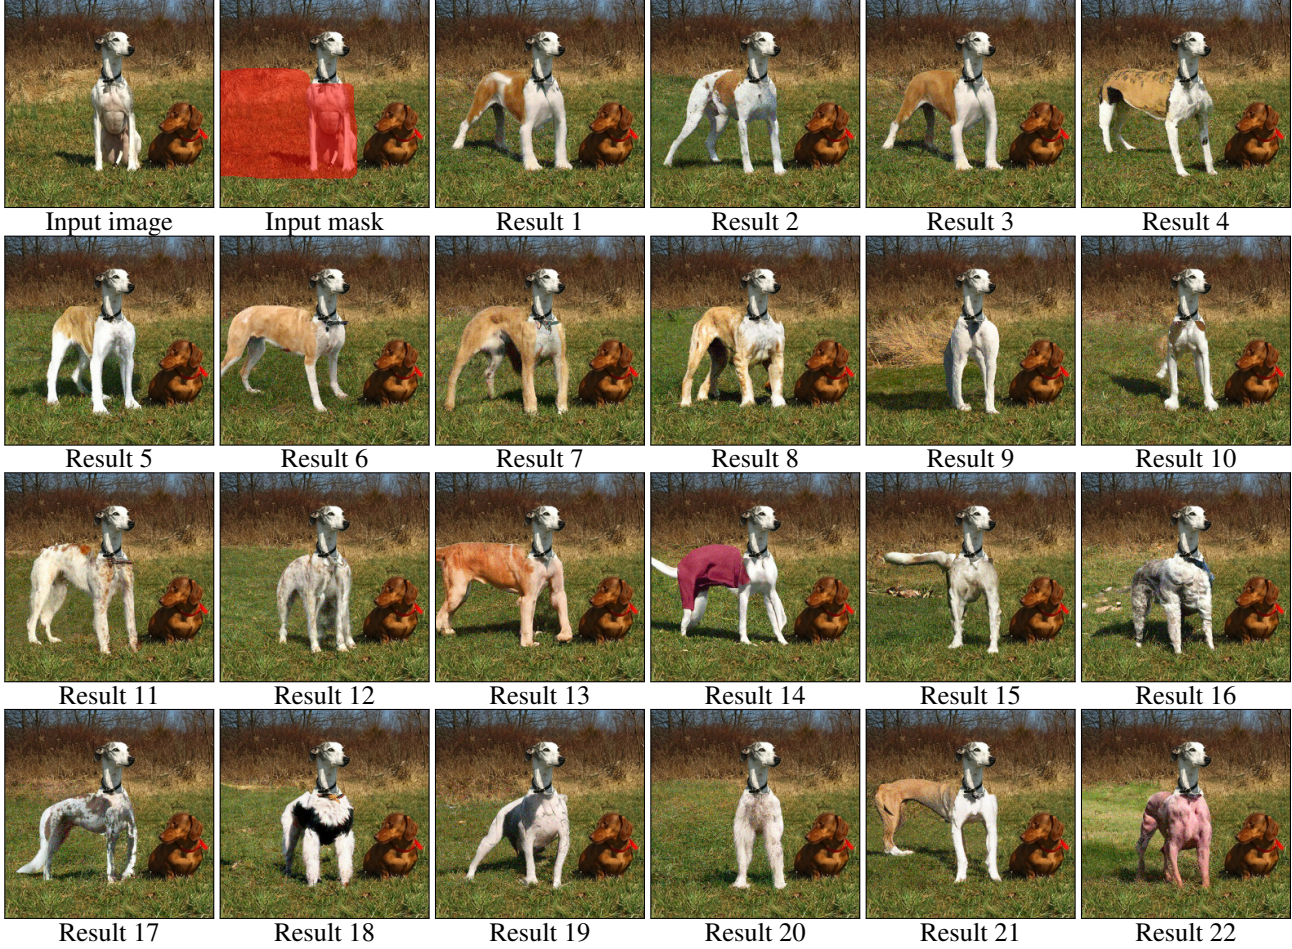 Input image Input mask Result 1 Result 2 Result 3 Result 4
Result 5 Result 6 Result 7 Result 8 Result 9 Result 10
Result 11 Result 12 Result 13 Result 14 Result 15 Result 16
Result 17 Result 18 Result 19 Result 20 Result 21 Result 22